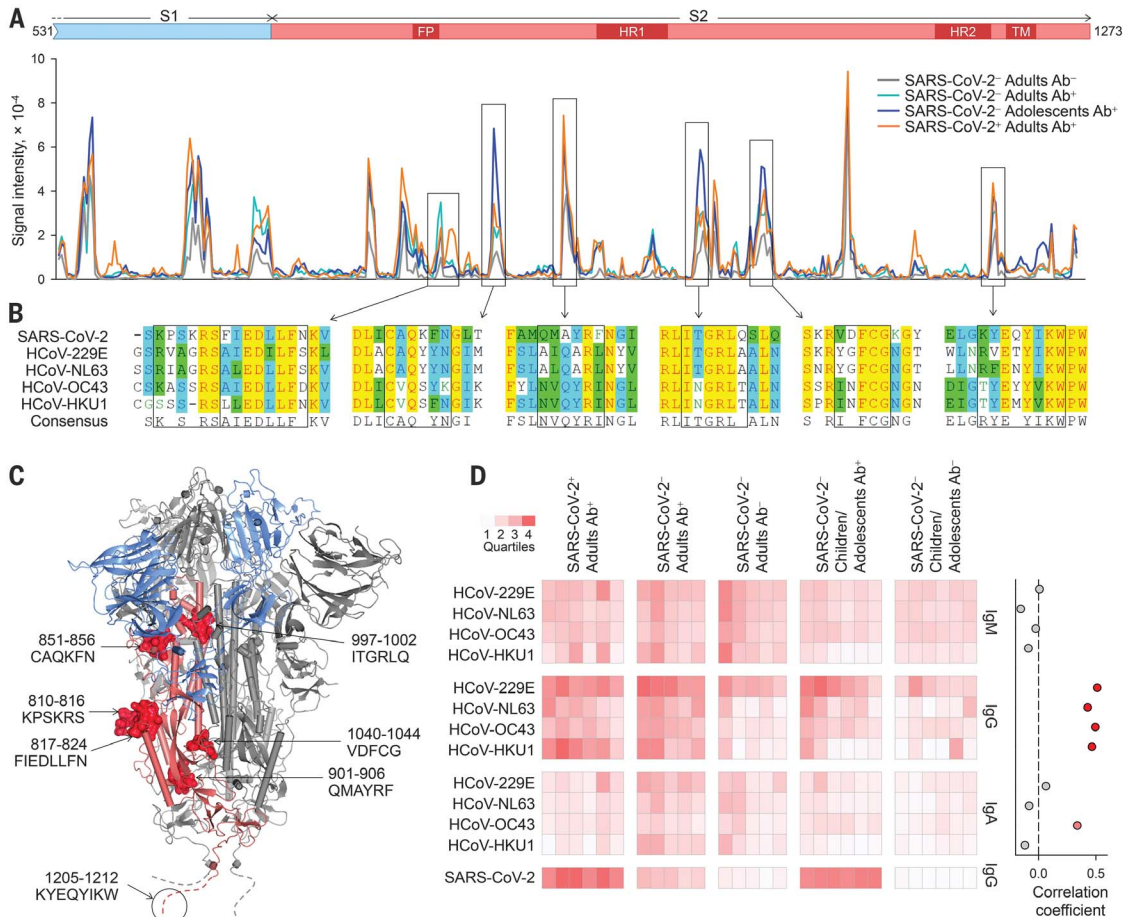 A
S1
S2
531
FP
HR1
HR2
TM
1273
Signal intensity, × 10⁻⁴
10
8
6
4
2
0
SARS-CoV-2⁻ Adults Ab⁻
SARS-CoV-2⁻ Adults Ab⁺
SARS-CoV-2⁻ Adolescents Ab⁺
SARS-CoV-2⁺ Adults Ab⁺
B
SARS-CoV-2 -SKPSKRSFIEDLLFNKV DLICAQKFNGLT FAMQMAYRFNGI RLITGRLQSLQ SKRVDFCGKGY ELGKYEQYIKWPW
HCoV-229E GSRVAGRSAIEDILFSKL DLACAQYYNGIM FSLAIQARLNYV RLITGRLAALN SKRYGFCGNGT WLNRVETYIKWPW
HCoV-NL63 SSRIAGRSALEDLLFSKV DLACAQYYNGIM FSLALQARLNYV RLITGRLAALN SNRYGFCGNGT LLNRFENYIKWPW
HCoV-OC43 CSKASSRSAIEDLLFDKV DLICVQSYKGIK FYLNVQYRINGL RLITGRLTALN SSRINFCGNGN EIGTYEYYVKWPW
HCoV-HKU1 CGSSS-RSLLEDLLFNKV DLICVQSFNGIK FSLNVQYRINGL RLINGRLTALN SPRINFCGNGN EIGTYEMYVKWPW
Consensus SK S RSAIEDLLF KV DLICAQ YNGI FSLNVQYRINGL RLITGRL ALN S RI FCGNG ELGRYE YIKWPW
C
851-856
CAQKFN
997-1002
ITGRLQ
810-816
KPSKRS
817-824
FIEDLLFN
1040-1044
VDFCG
901-906
QMAYRF
1205-1212
KYEQYIKW
D
1 2 3 4
Quartiles
SARS-CoV-2⁺
Adults Ab⁺
SARS-CoV-2⁻
Adults Ab⁺
SARS-CoV-2⁻
Adults Ab⁻
SARS-CoV-2⁻
Children/
Adolescents Ab⁺
SARS-CoV-2⁻
Children/
Adolescents Ab⁻
HCoV-229E
HCoV-NL63
HCoV-OC43
HCoV-HKU1
IgM
HCoV-229E
HCoV-NL63
HCoV-OC43
HCoV-HKU1
IgG
HCoV-229E
HCoV-NL63
HCoV-OC43
HCoV-HKU1
IgA
SARS-CoV-2
IgG
0.0 0.5
Correlation
coefficient